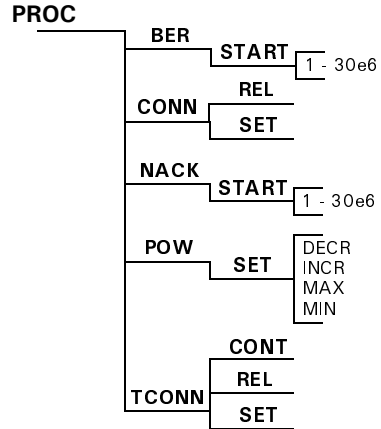 PROC
BER
START
1 - 30e6
CONN
REL
SET
NACK
START
1 - 30e6
POW
SET
DECR
INCR
MAX
MIN
TCONN
CONT
REL
SET